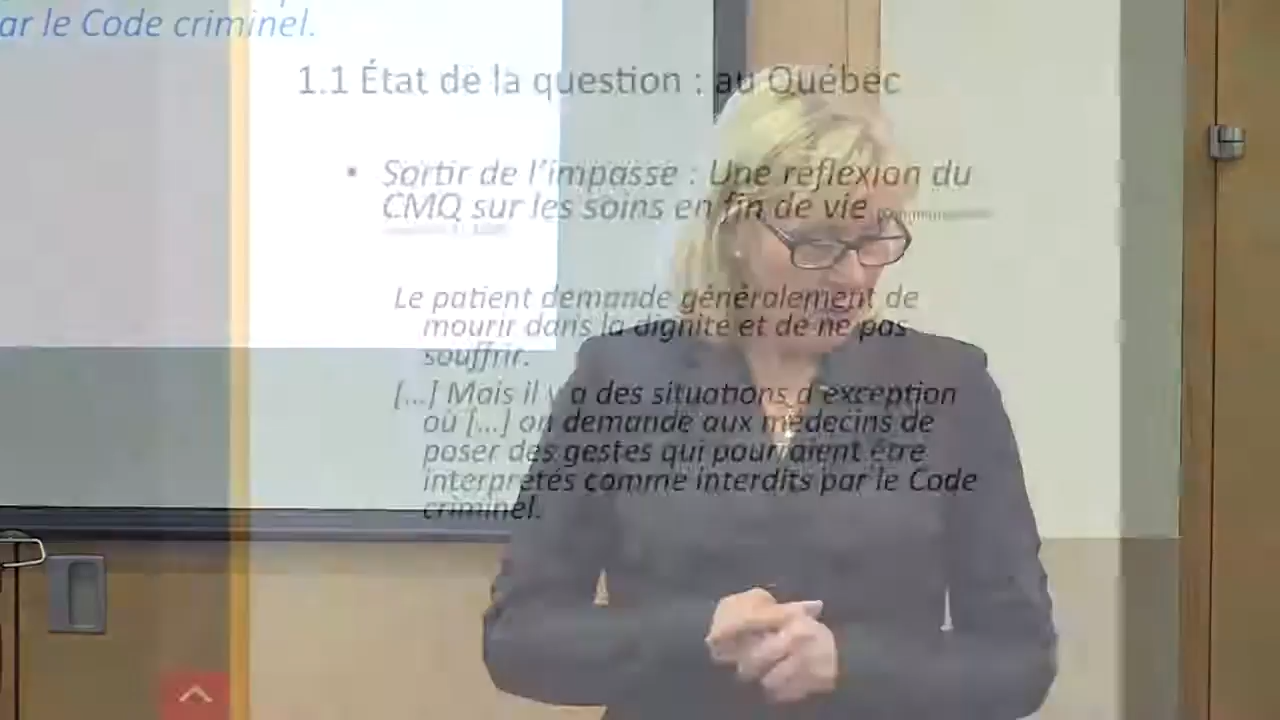 ar le Code criminel.
1.1 État de la question : au Québec
• Sortir de l'impasse : Une réflexion du
CMQ sur les soins en fin de vie
Le patient demande généralement de
mourir dans la dignité et de ne pas
souffrir.
[...] Mais il y a des situations d'exception
où [...] on demande aux médecins de
poser des gestes qui pourraient être
interprétés comme interdits par le Code
criminel.